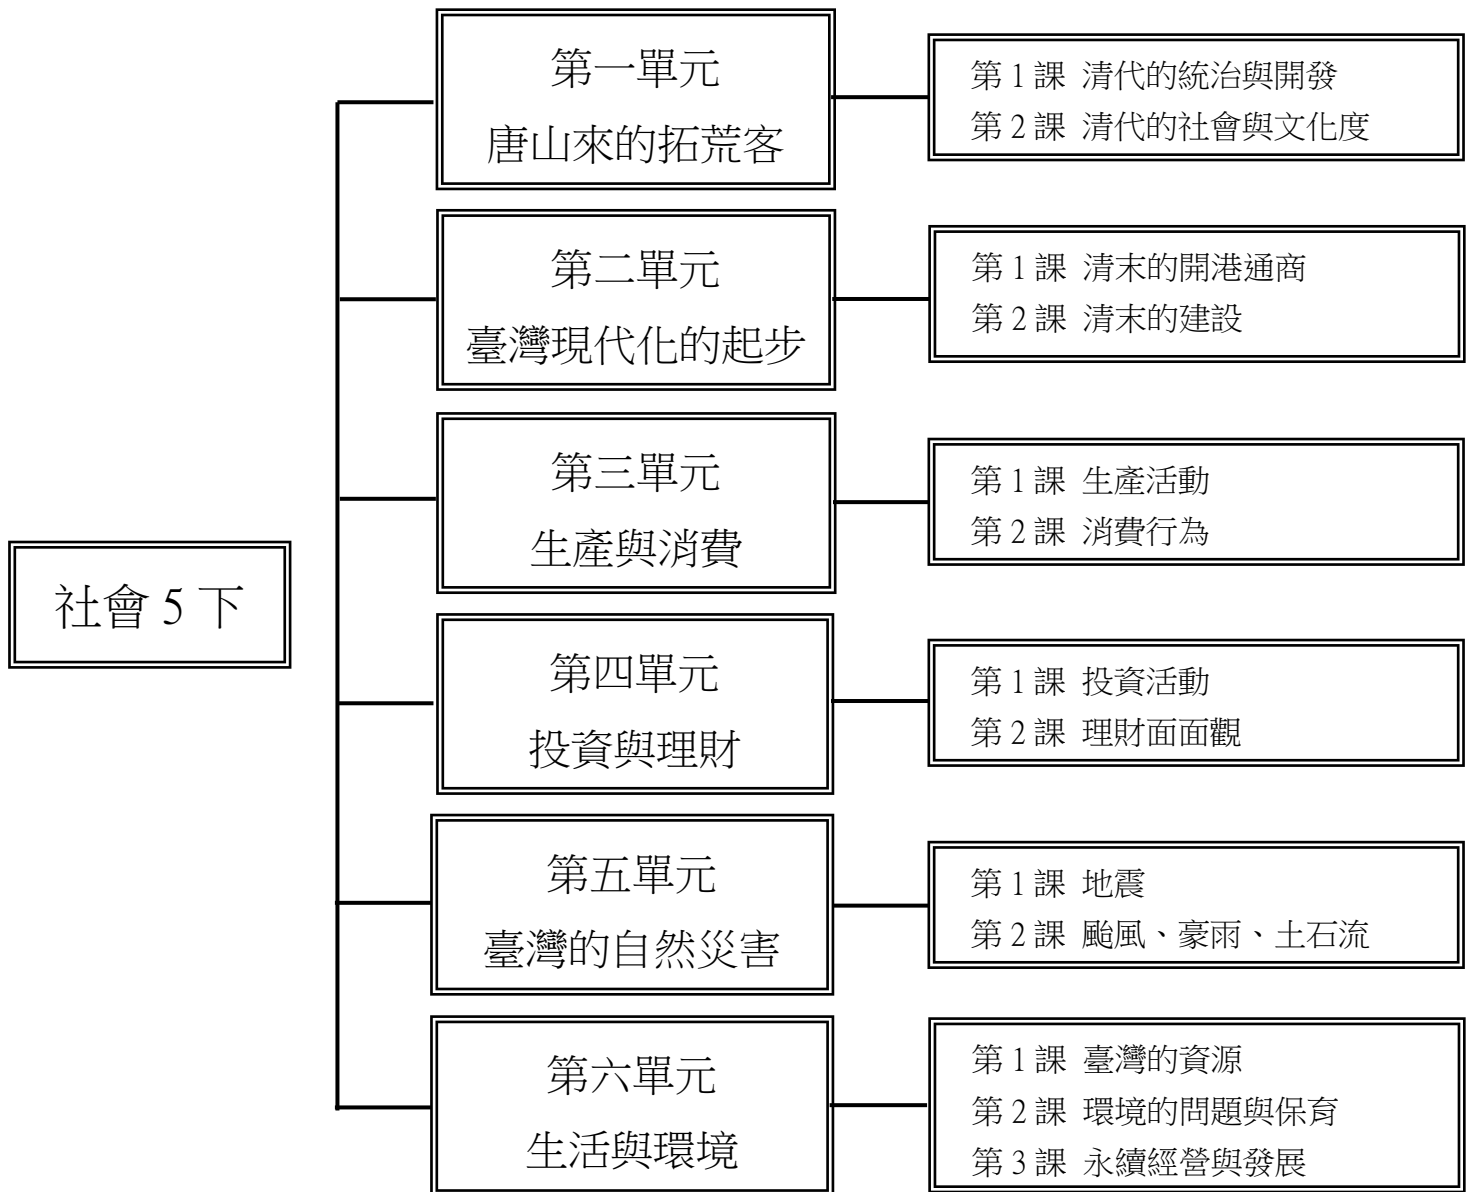 社會 5 下
第一單元
唐山來的拓荒客
第 1 課 清代的統治與開發
第 2 課 清代的社會與文化度
第二單元
臺灣現代化的起步
第 1 課 清末的開港通商
第 2 課 清末的建設
第三單元
生產與消費
第 1 課 生產活動
第 2 課 消費行為
第四單元
投資與理財
第 1 課 投資活動
第 2 課 理財面面觀
第五單元
臺灣的自然災害
第 1 課 地震
第 2 課 颱風、豪雨、土石流
第六單元
生活與環境
第 1 課 臺灣的資源
第 2 課 環境的問題與保育
第 3 課 永續經營與發展